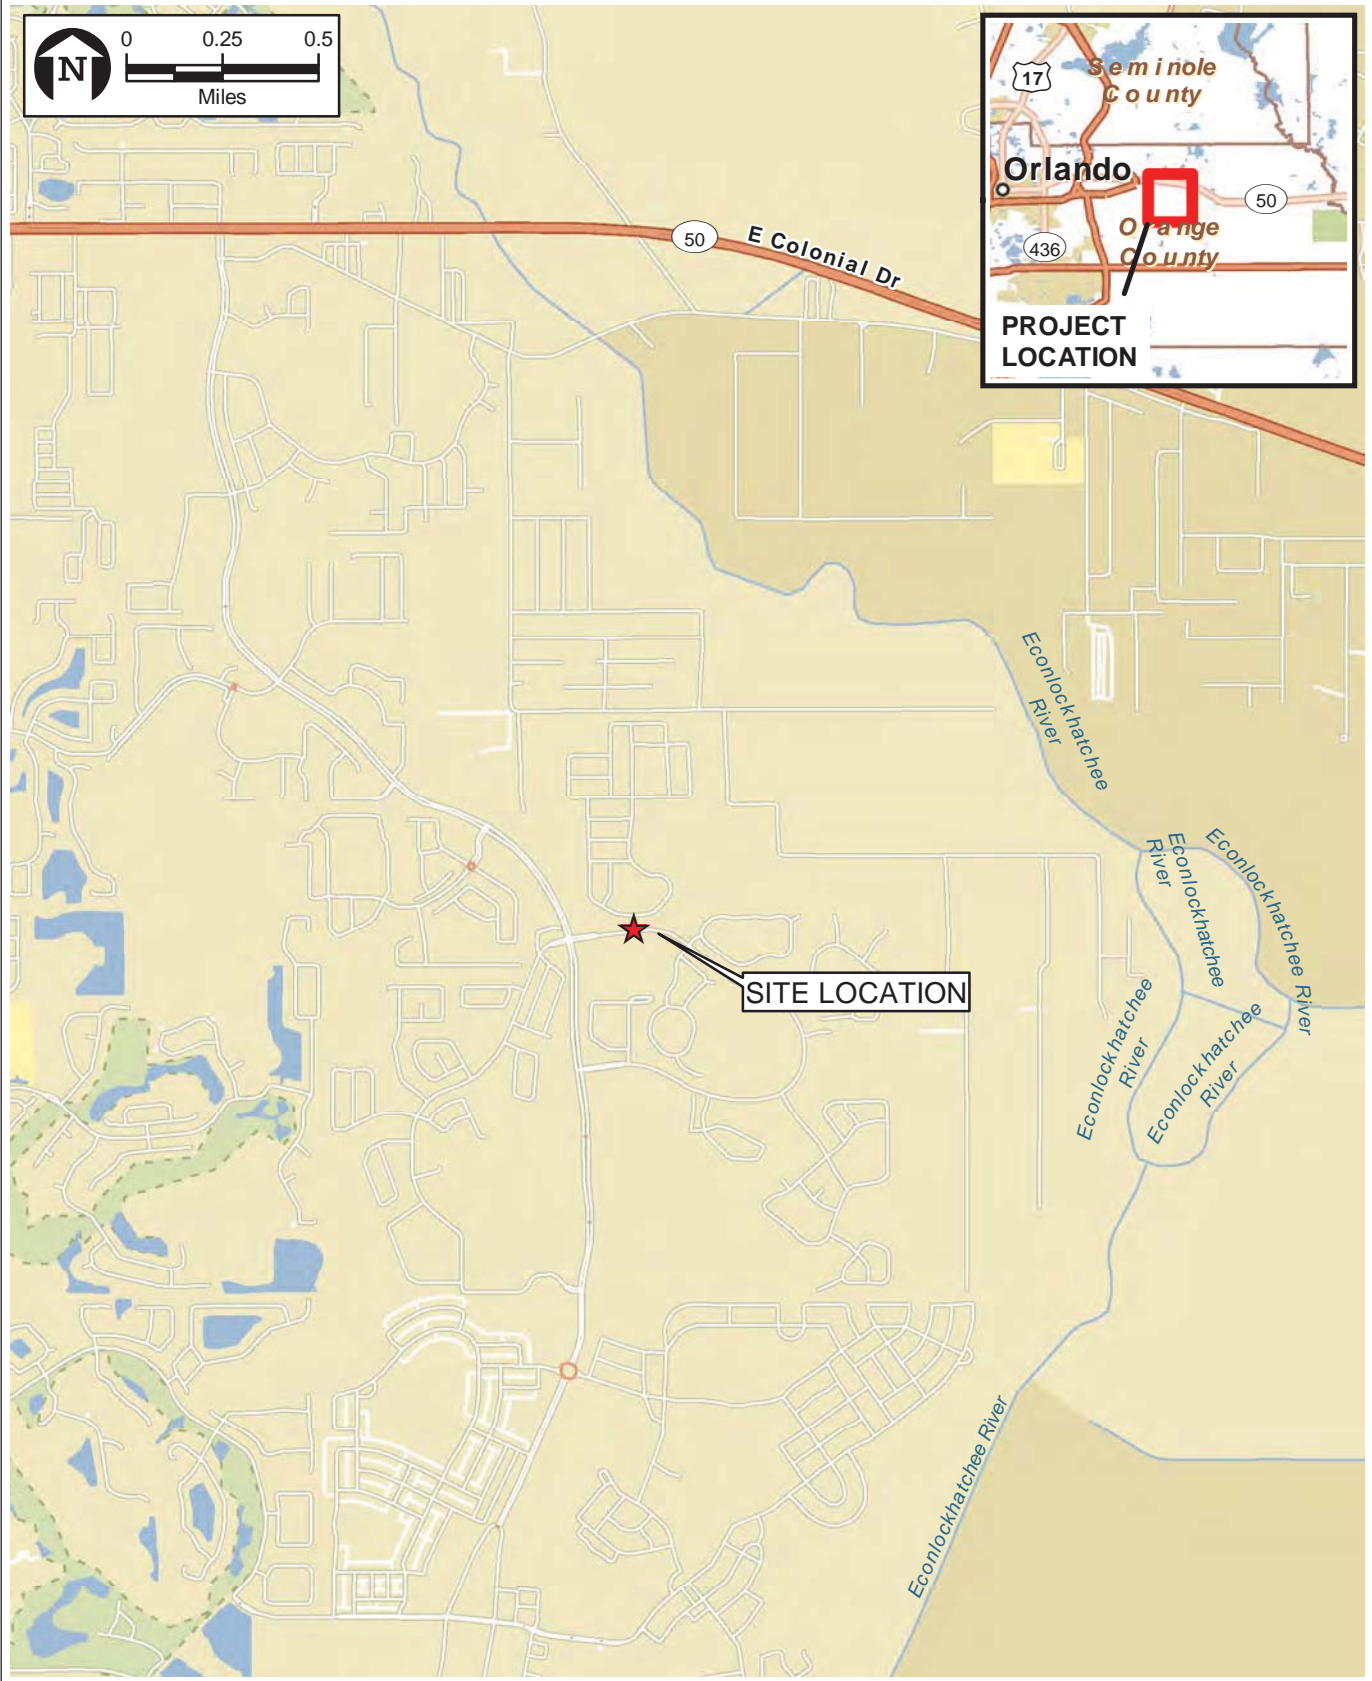 N
0 0.25 0.5
Miles
17
Seminole
County
Orlando
50
Orange
County
436
PROJECT
LOCATION
50
E Colonial Dr
Econlockhatchee
River
Econlockhatchee
River
Econlockhatchee River
SITE LOCATION
Econlockhatchee
River
Econlockhatchee
River
Econlockhatchee River